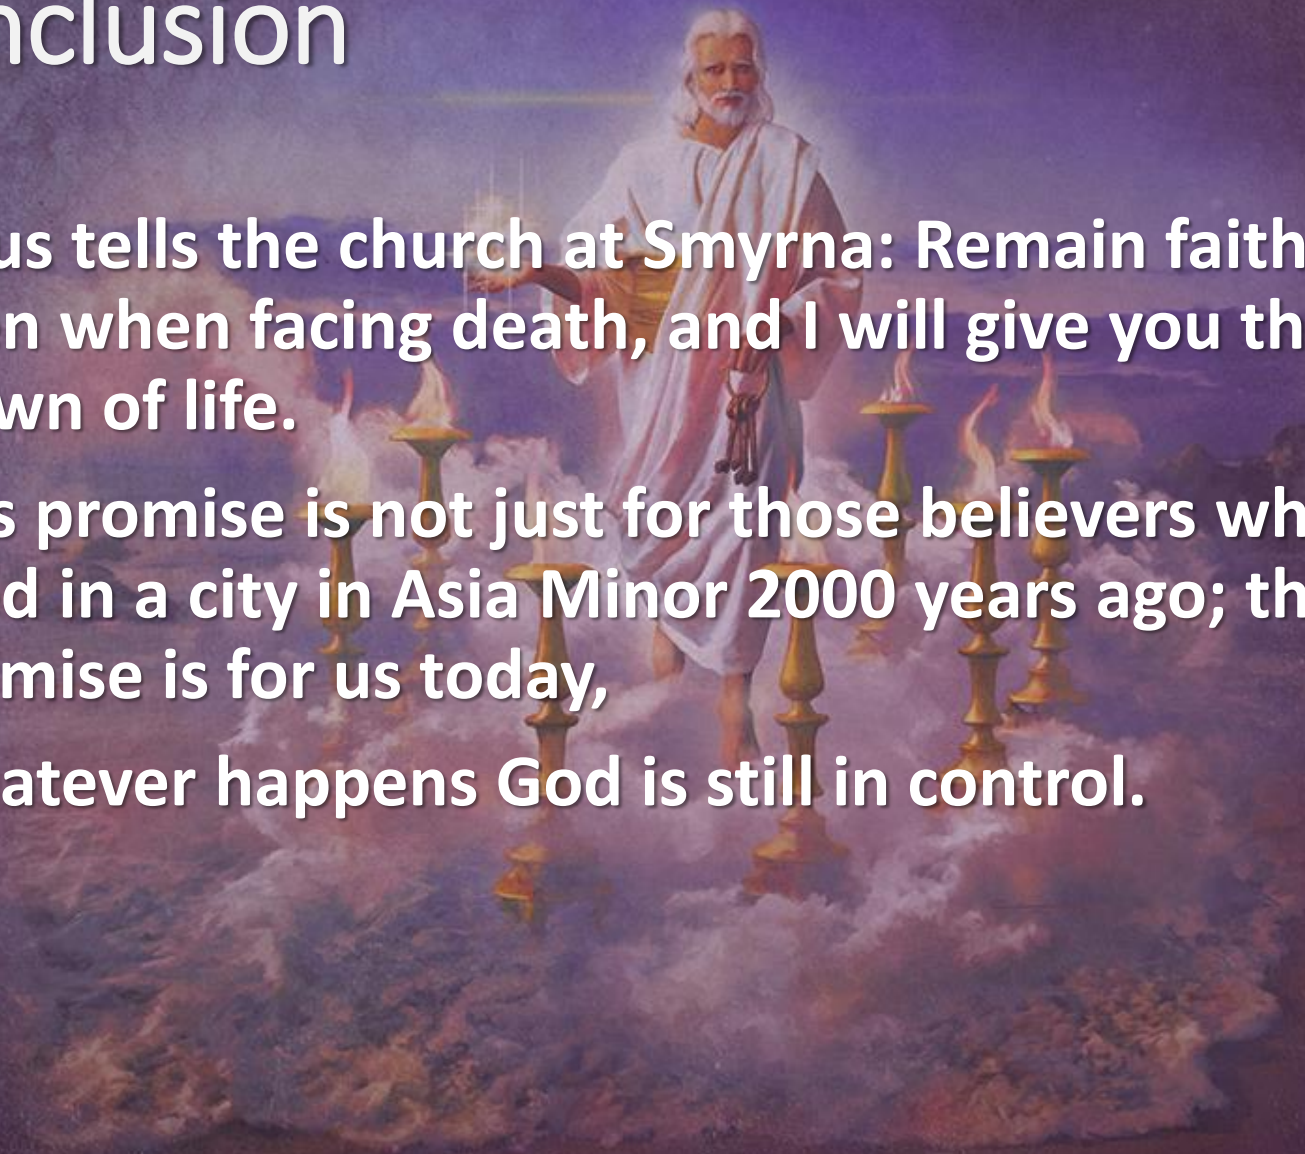 nclusion
us tells the church at Smyrna: Remain faith
n when facing death, and I will give you th
wn of life.
s promise is not just for those believers wh
d in a city in Asia Minor 2000 years ago; th
mise is for us today,
atever happens God is still in control.